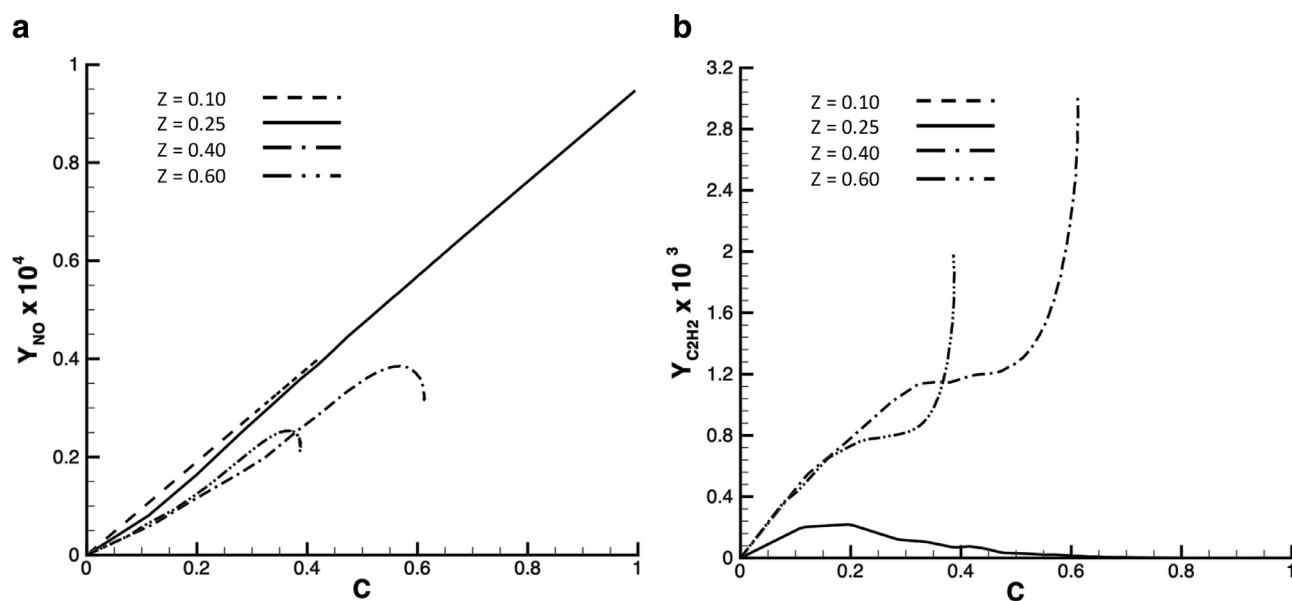 a
1
0.8
0.6
0.4
0.2
0
Y_NO x 10^4
Z = 0.10
Z = 0.25
Z = 0.40
Z = 0.60
0 0.2 0.4 0.6 0.8 1
C
b
3.2
2.8
2.4
2
1.6
1.2
0.8
0.4
0
Y_C2H2 x 10^3
Z = 0.10
Z = 0.25
Z = 0.40
Z = 0.60
0 0.2 0.4 0.6 0.8 1
C